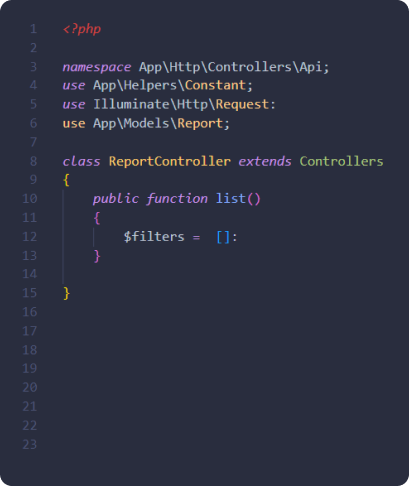 1 <?php
2
3 namespace App\Http\Controllers\Api;
4 use App\Helpers\Constant;
5 use Illuminate\Http\Request:
6 use App\Models\Report;
7
8 class ReportController extends Controllers
9 {
10 public function list()
11 {
12 $filters =  []:
13 }
14
15 }
16
17
18
19
20
21
22
23